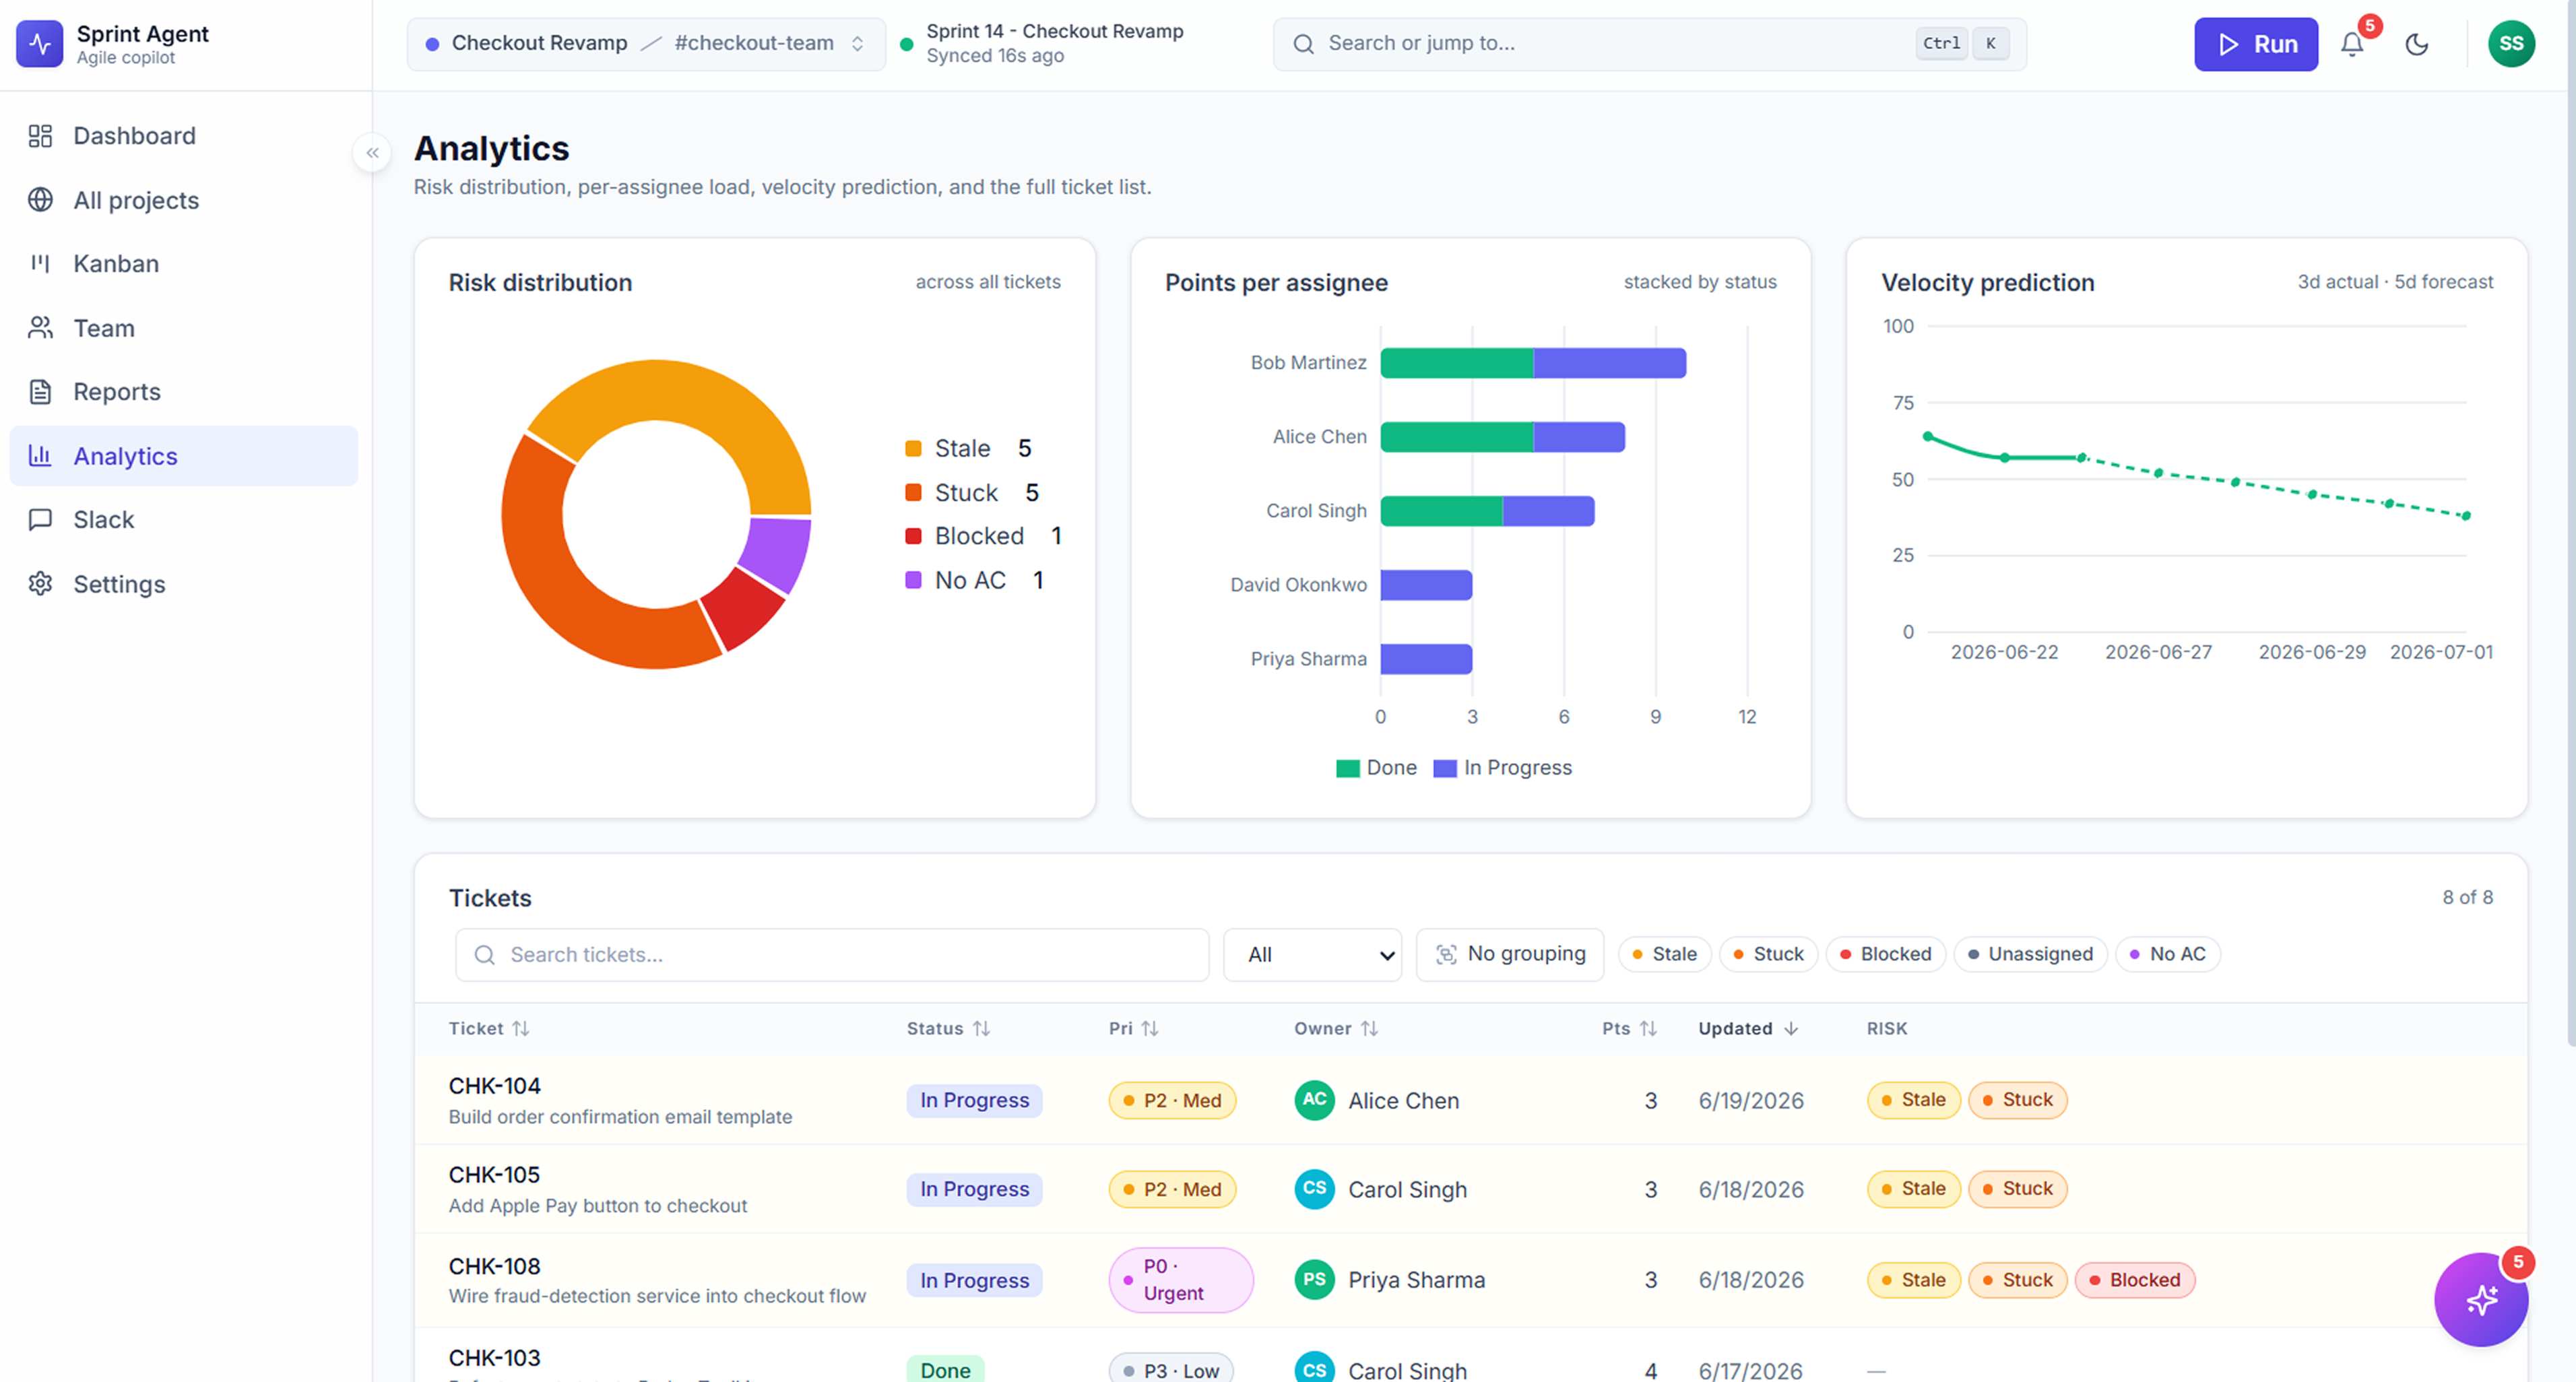 Sprint Agent
Agile copilot
Checkout Revamp / #checkout-team
Sprint 14 - Checkout Revamp
Synced 16s ago
Search or jump to...
Ctrl K
Run
5
SS
Dashboard
All projects
Kanban
Team
Reports
Analytics
Slack
Settings
Analytics
Risk distribution, per-assignee load, velocity prediction, and the full ticket list.
Risk distribution
across all tickets
Stale 5
Stuck 5
Blocked 1
No AC 1
Points per assignee
stacked by status
Bob Martinez
Alice Chen
Carol Singh
David Okonkwo
Priya Sharma
0 3 6 9 12
Done In Progress
Velocity prediction
3d actual · 5d forecast
100
75
50
25
0
2026-06-22 2026-06-27 2026-06-29 2026-07-01
Tickets
8 of 8
Search tickets...
All
No grouping
Stale Stuck Blocked Unassigned No AC
Ticket Status Pri Owner Pts Updated RISK
CHK-104
Build order confirmation email template
In Progress
P2 · Med
AC Alice Chen
3
6/19/2026
Stale Stuck
CHK-105
Add Apple Pay button to checkout
In Progress
P2 · Med
CS Carol Singh
3
6/18/2026
Stale Stuck
CHK-108
Wire fraud-detection service into checkout flow
In Progress
P0 ·
Urgent
PS Priya Sharma
3
6/18/2026
Stale Stuck Blocked
5
CHK-103
Done
P3 · Low
CS Carol Singh
4
6/17/2026
—